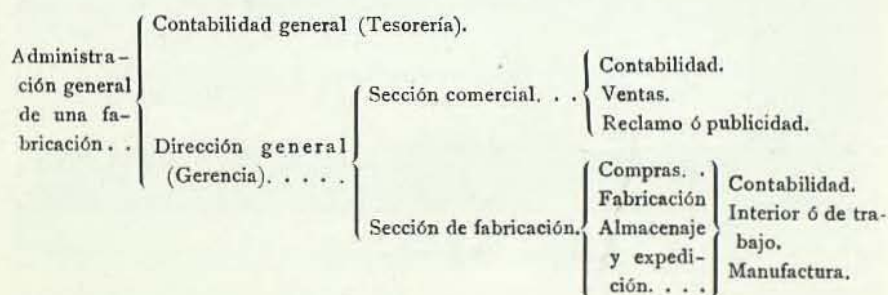 Administra-
ción general
de una fa-
bricación. .
Contabilidad general (Tesorería).
Dirección general
(Gerencia). . . . .
Sección comercial. . .
Contabilidad.
Ventas.
Reclamo ó publicidad.
Sección de fabricación.
Compras. .
Fabricación
Almacenaje
y expedi-
ción. . . .
Contabilidad.
Interior ó de tra-
bajo.
Manufactura.